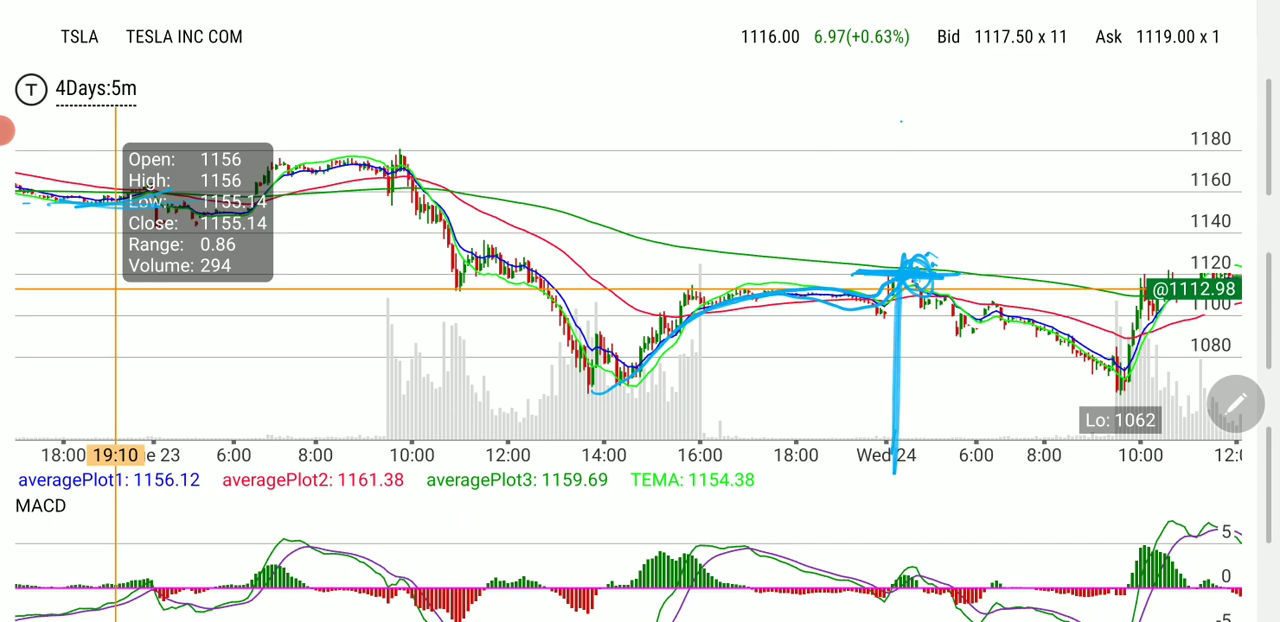 TSLA TESLA INC COM 1116.00 6.97(+0.63%) Bid 1117.50 x 11 Ask 1119.00 x 1
T 4Days:5m
Open: 1156
High: 1156
Low: 1155.14
Close: 1155.14
Range: 0.86
Volume: 294
1180
1160
1140
1120
@1112.98
1100
1080
Lo: 1062
18:00 19:10 e 23 6:00 8:00 10:00 12:00 14:00 16:00 18:00 Wed 24 6:00 8:00 10:00 12:0
averagePlot1: 1156.12 averagePlot2: 1161.38 averagePlot3: 1159.69 TEMA: 1154.38
MACD
5
0
-5